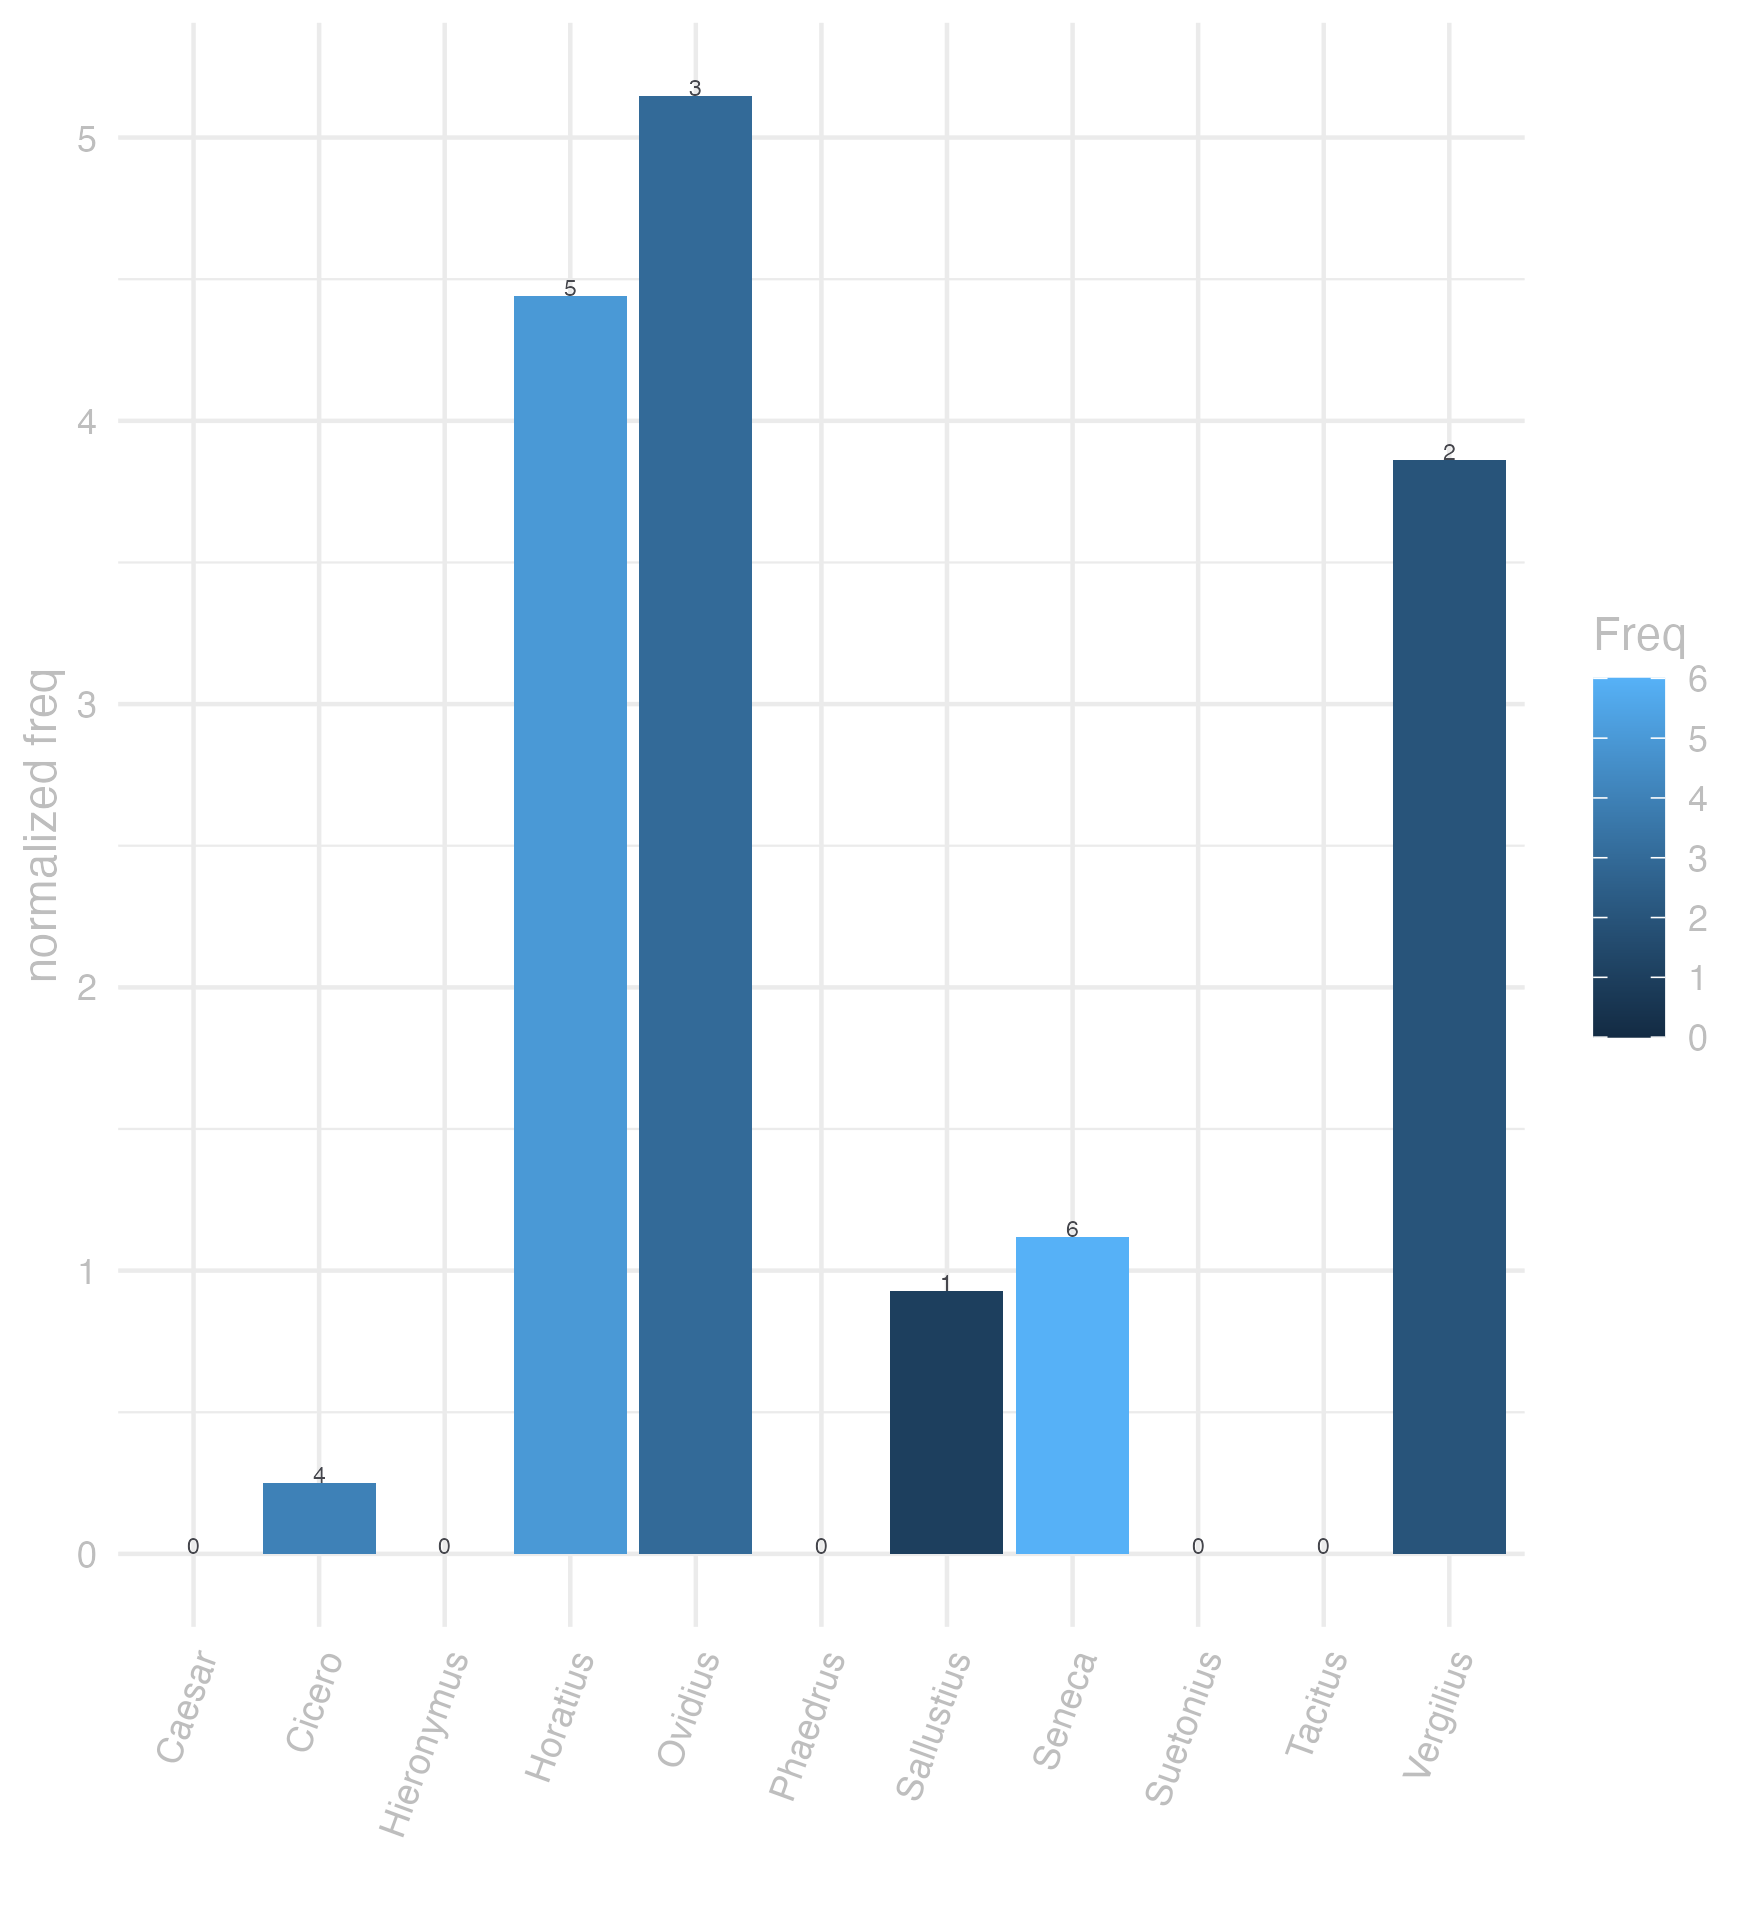 3
5
5
4
2
3
2
1
0
normalized freq
6
1
4
0
0
0
0
0
Caesar
Cicero
Hieronymus
Horatius
Ovidius
Phaedrus
Sallustius
Seneca
Suetonius
Tacitus
Vergilius
Freq
6
5
4
3
2
1
0